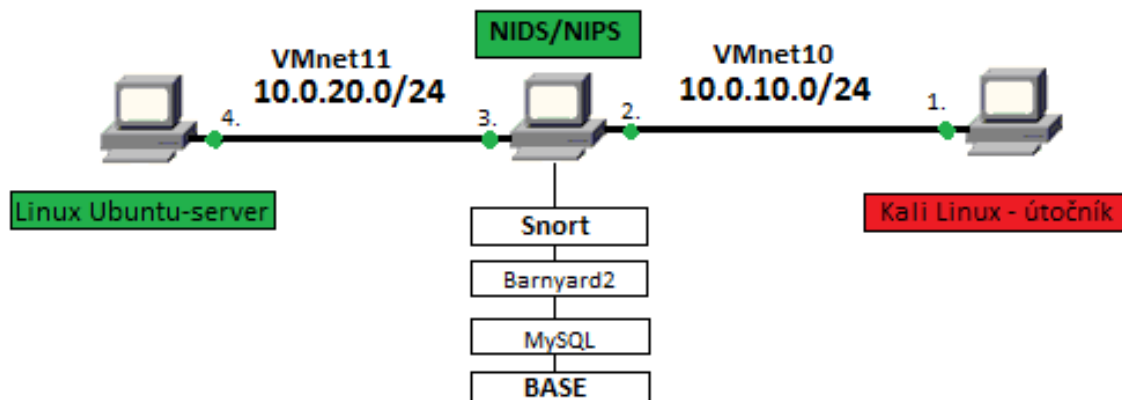 NIDS/NIPS
VMnet11
10.0.20.0/24
VMnet10
10.0.10.0/24
4.
3.
2.
1.
Linux Ubuntu-server
Kali Linux - útočník
Snort
Barnyard2
MySQL
BASE